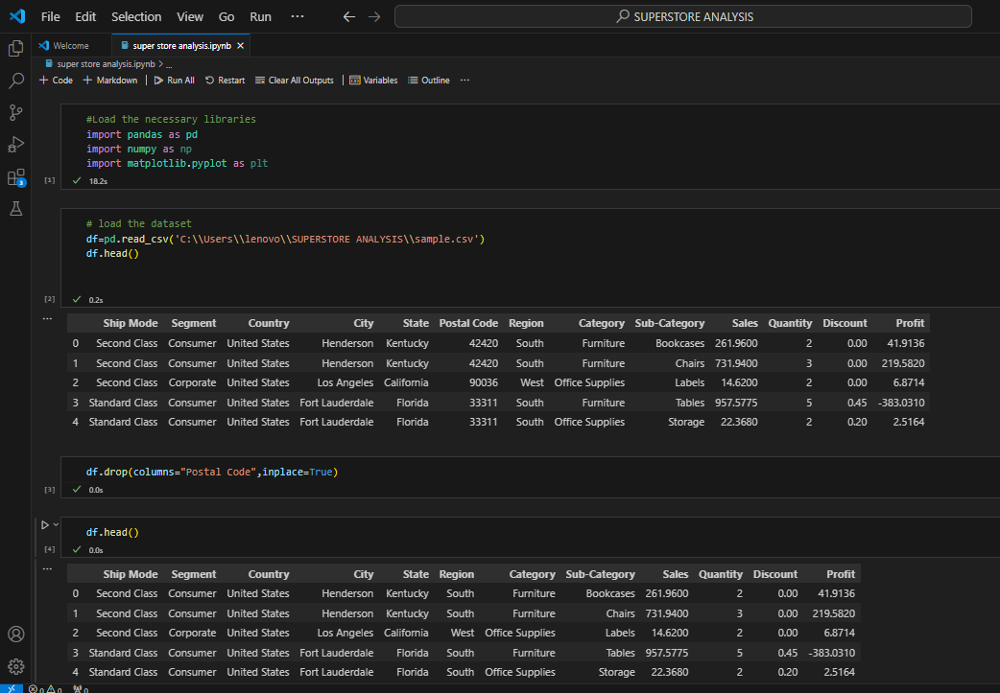 File Edit Selection View Go Run ··· ← → SUPERSTORE ANALYSIS
Welcome super store analysis.ipynb ×
super store analysis.ipynb > ...
+ Code + Markdown | Run All Restart Clear All Outputs | Variables Outline ···
#Load the necessary libraries
import pandas as pd
import numpy as np
import matplotlib.pyplot as plt
[1] ✓ 18.2s
3
# load the dataset
df=pd.read_csv('C:\\Users\\lenovo\\SUPERSTORE ANALYSIS\\sample.csv')
df.head()
[2] ✓ 0.2s
...
Ship Mode Segment Country City State Postal Code Region Category Sub-Category Sales Quantity Discount Profit
0 Second Class Consumer United States Henderson Kentucky 42420 South Furniture Bookcases 261.9600 2 0.00 41.9136
1 Second Class Consumer United States Henderson Kentucky 42420 South Furniture Chairs 731.9400 3 0.00 219.5820
2 Second Class Corporate United States Los Angeles California 90036 West Office Supplies Labels 14.6200 2 0.00 6.8714
3 Standard Class Consumer United States Fort Lauderdale Florida 33311 South Furniture Tables 957.5775 5 0.45 -383.0310
4 Standard Class Consumer United States Fort Lauderdale Florida 33311 South Office Supplies Storage 22.3680 2 0.20 2.5164
df.drop(columns="Postal Code",inplace=True)
[3] ✓ 0.0s
df.head()
[4] ✓ 0.0s
...
Ship Mode Segment Country City State Region Category Sub-Category Sales Quantity Discount Profit
0 Second Class Consumer United States Henderson Kentucky South Furniture Bookcases 261.9600 2 0.00 41.9136
1 Second Class Consumer United States Henderson Kentucky South Furniture Chairs 731.9400 3 0.00 219.5820
2 Second Class Corporate United States Los Angeles California West Office Supplies Labels 14.6200 2 0.00 6.8714
3 Standard Class Consumer United States Fort Lauderdale Florida South Furniture Tables 957.5775 5 0.45 -383.0310
4 Standard Class Consumer United States Fort Lauderdale Florida South Office Supplies Storage 22.3680 2 0.20 2.5164
0 0 0